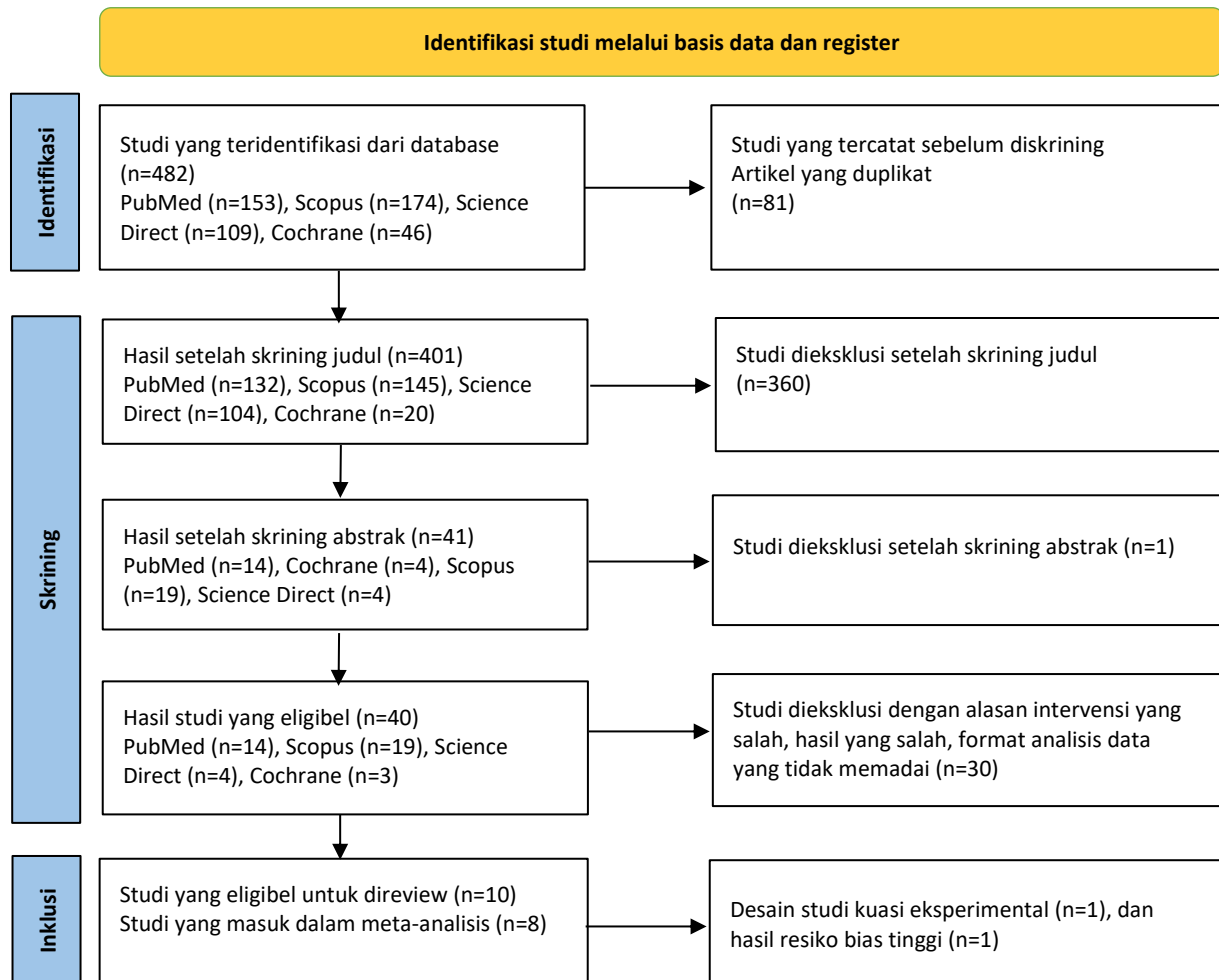 Identifikasi studi melalui basis data dan register
Identifikasi
Studi yang teridentifikasi dari database
(n=482)
PubMed (n=153), Scopus (n=174), Science
Direct (n=109), Cochrane (n=46)
Studi yang tercatat sebelum diskrining
Artikel yang duplikat
(n=81)
Skrining
Hasil setelah skrining judul (n=401)
PubMed (n=132), Scopus (n=145), Science
Direct (n=104), Cochrane (n=20)
Studi dieksklusi setelah skrining judul
(n=360)
Hasil setelah skrining abstrak (n=41)
PubMed (n=14), Cochrane (n=4), Scopus
(n=19), Science Direct (n=4)
Studi dieksklusi setelah skrining abstrak (n=1)
Hasil studi yang eligibel (n=40)
PubMed (n=14), Scopus (n=19), Science
Direct (n=4), Cochrane (n=3)
Studi dieksklusi dengan alasan intervensi yang
salah, hasil yang salah, format analisis data
yang tidak memadai (n=30)
Inklusi
Studi yang eligibel untuk direview (n=10)
Studi yang masuk dalam meta-analisis (n=8)
Desain studi kuasi eksperimental (n=1), dan
hasil resiko bias tinggi (n=1)